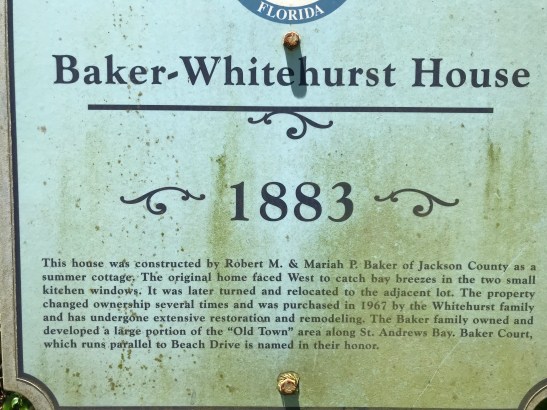 FLORIDA
Baker-Whitehurst House
1883
This house was constructed by Robert M. & Mariah P. Baker of Jackson County as a
summer cottage. The original home faced West to catch bay breezes in the two small
kitchen windows. It was later turned and relocated to the adjacent lot. The property
changed ownership several times and was purchased in 1967 by the Whitehurst family
and has undergone extensive restoration and remodeling. The Baker family owned and
developed a large portion of the “Old Town” area along St. Andrews Bay. Baker Court,
which runs parallel to Beach Drive is named in their honor.